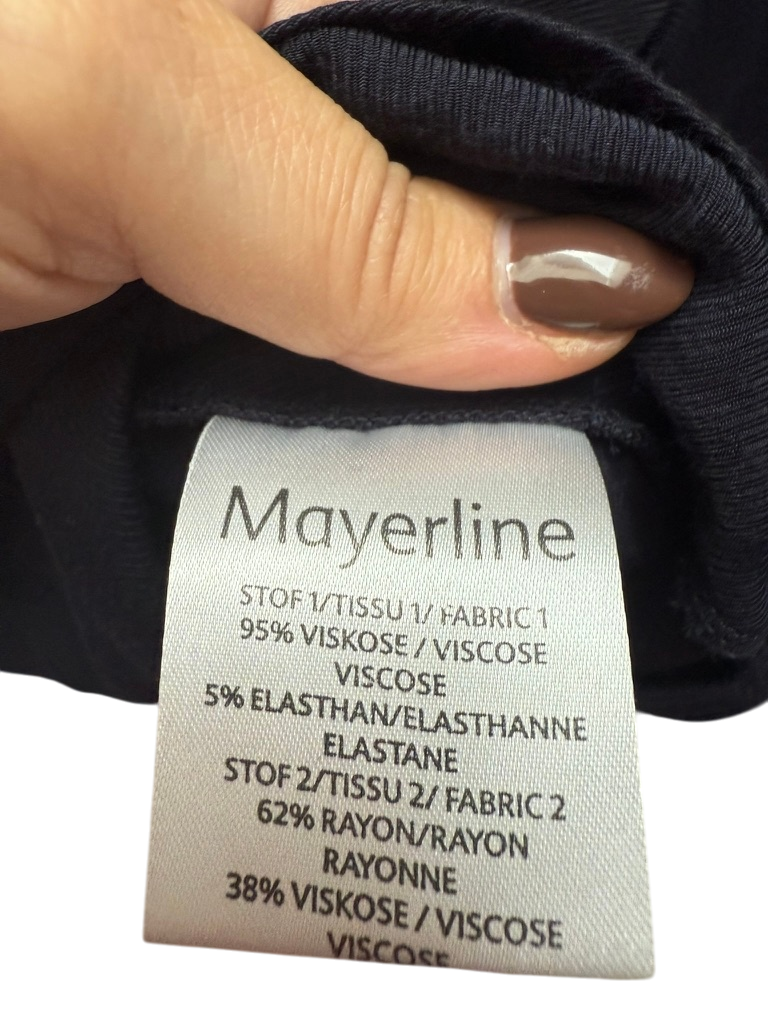 Mayerline
STOF 1/TISSU 1/ FABRIC 1
95% VISKOSE / VISCOSE
VISCOSE
5% ELASTHAN/ELASTHANNE
ELASTANE
STOF 2/TISSU 2/ FABRIC 2
62% RAYON/RAYON
RAYONNE
38% VISKOSE / VISCOSE
VISCOSE